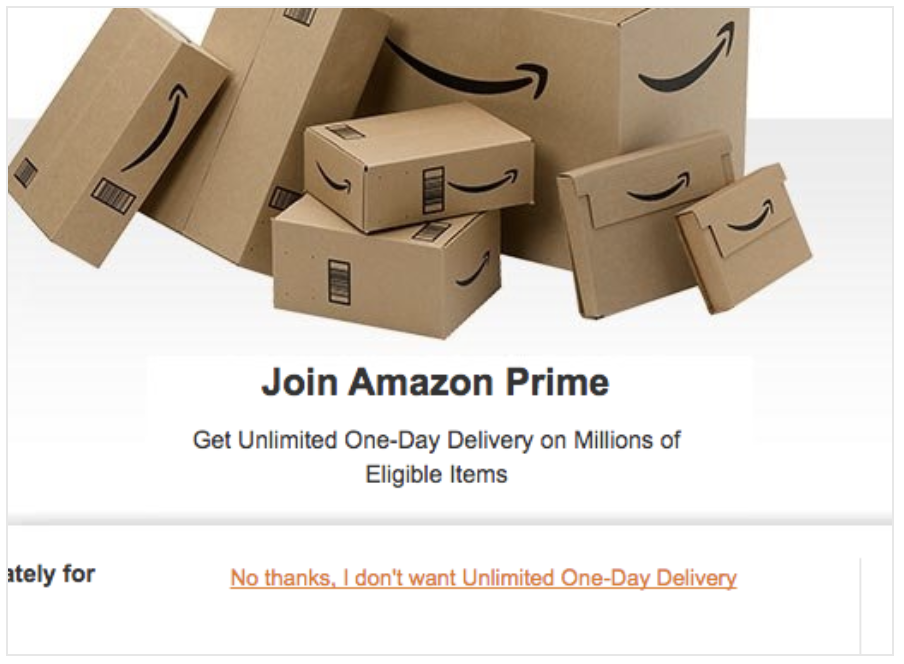 Join Amazon Prime
Get Unlimited One-Day Delivery on Millions of
Eligible Items
ately for
No thanks, I don't want Unlimited One-Day Delivery